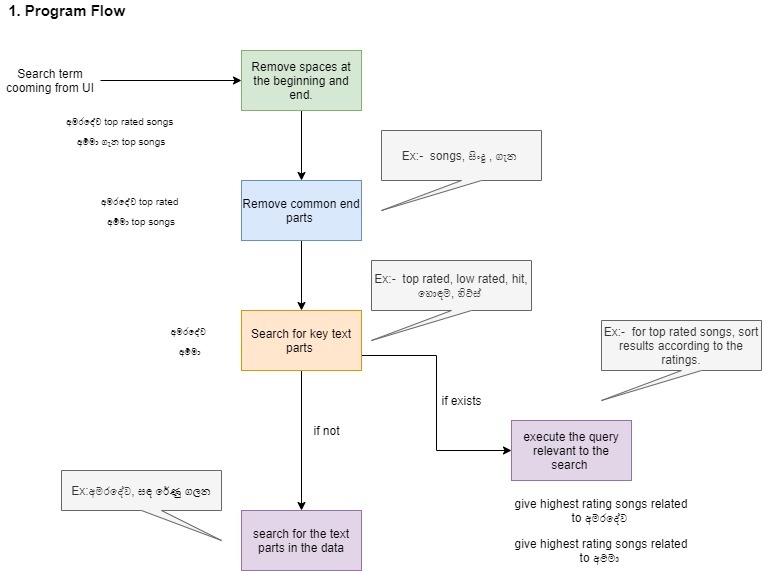 1. Program Flow
Search term
cooming from UI
Remove spaces at
the beginning and
end.
අමරදේව top rated songs
අම්මා ගැන top songs
Ex:-  songs, සිංදු , ගැන
අමරදේව top rated
අම්මා top songs
Remove common end
parts
Ex:-  top rated, low rated, hit,
හොඳම, හිට්ස්
අමරදේව
අම්මා
Search for key text
parts
Ex:-  for top rated songs, sort
results according to the
ratings.
if exists
if not
execute the query
relevant to the
search
Ex:අමරදේව, සඳ රේණු ගලන
search for the text
parts in the data
give highest rating songs related
to අමරදේව
give highest rating songs related
to අම්මා